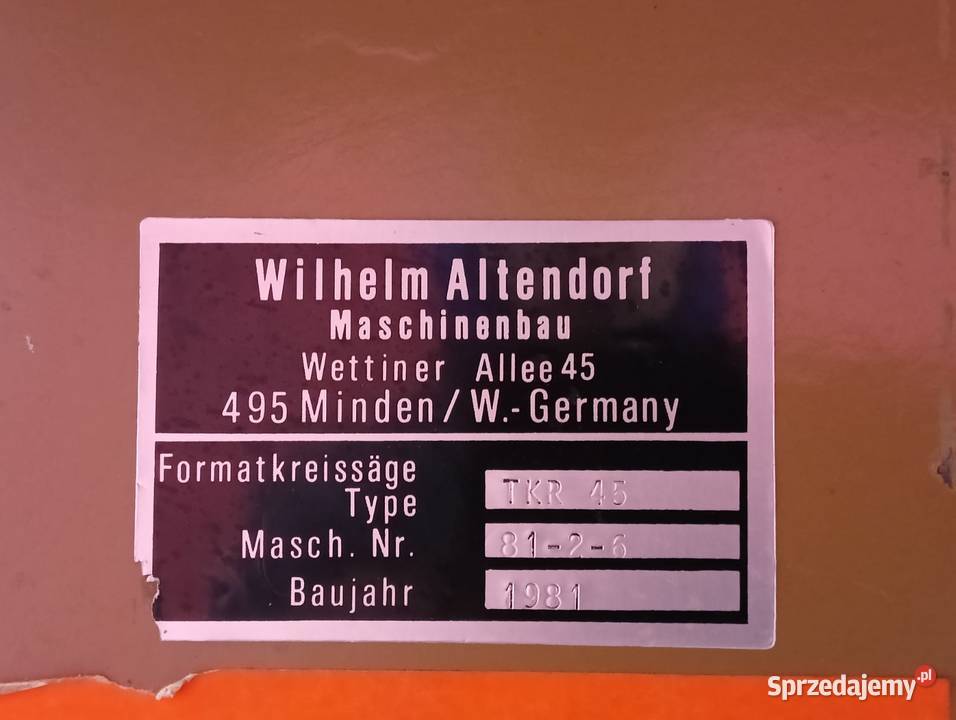 Wilhelm Altendorf
Maschinenbau
Wettiner Allee 45
495 Minden/W.-Germany
Formatkreissäge
Type TKR 45
Masch. Nr. 81-2-6
Baujahr 1981
Sprzedajemy.pl